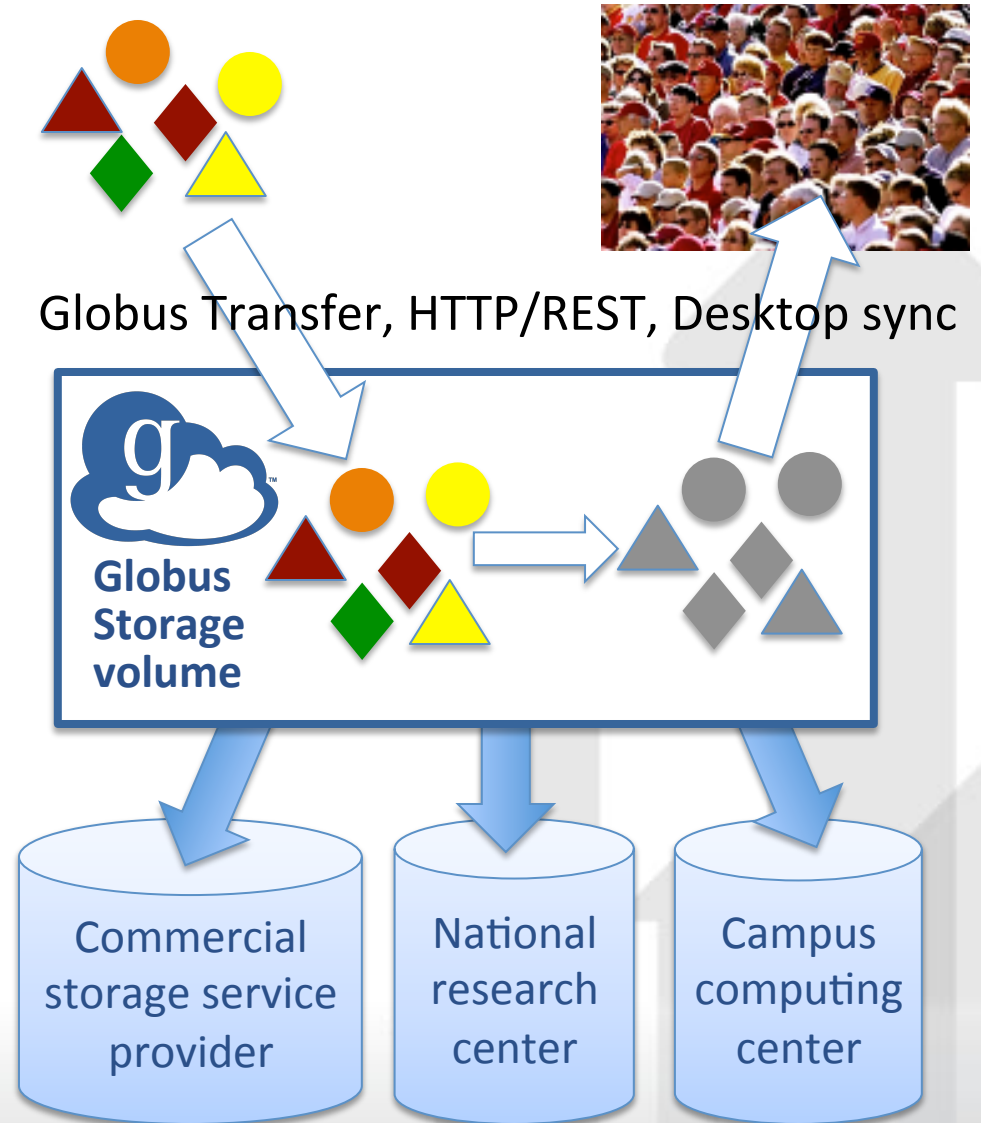 Globus Transfer, HTTP/REST, Desktop sync
g
™
Globus
Storage
volume
Commercial
storage service
provider
National
research
center
Campus
computing
center